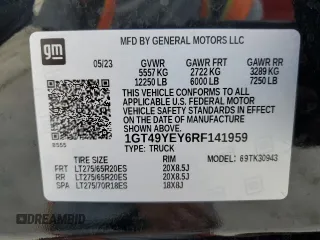 gm
MFD BY GENERAL MOTORS LLC
05/23 GVWR GAWR FRT GAWR RR
5557 KG 2722 KG 3289 KG
12250 LB 6000 LB 7250 LB
THIS VEHICLE CONFORMS TO ALL APPLICABLE U.S. FEDERAL
MOTOR VEHICLE SAFETY STANDARDS IN EFFECT ON THE DATE OF
MANUFACTURE SHOWN ABOVE.
1GT49YEY6RF141959
TYPE: TRUCK
TIRE SIZE RIM MODEL: 69TK30943
FRT LT275/65R20ES 20X8.5J
RR LT275/65R20ES 20X8.5J
SPA LT275/70R18ES 18X8J